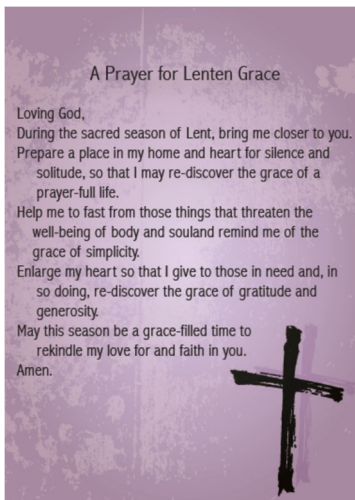 A Prayer for Lenten Grace
Loving God,
During the sacred season of Lent, bring me closer to you.
Prepare a place in my home and heart for silence and
solitude, so that I may re-discover the grace of a
prayer-full life.
Help me to fast from those things that threaten the
well-being of body and souland remind me of the
grace of simplicity.
Enlarge my heart so that I give to those in need and, in
so doing, re-discover the grace of gratitude and
generosity.
May this season be a grace-filled time to
rekindle my love for and faith in you.
Amen.